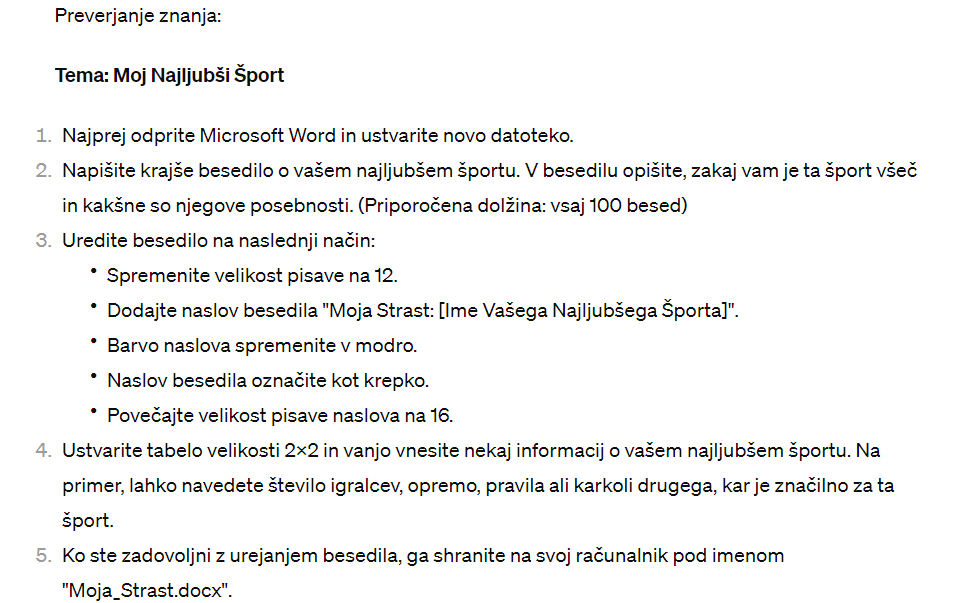 Preverjanje znanja:
Tema: Moj Najljubši Šport
1. Najprej odprite Microsoft Word in ustvarite novo datoteko.
2. Napišite krajše besedilo o vašem najljubšem športu. V besedilu opišite, zakaj vam je ta šport všeč
in kakšne so njegove posebnosti. (Priporočena dolžina: vsaj 100 besed)
3. Uredite besedilo na naslednji način:
• Spremenite velikost pisave na 12.
• Dodajte naslov besedila "Moja Strast: [Ime Vašega Najljubšega Športa]".
• Barvo naslova spremenite v modro.
• Naslov besedila označite kot krepko.
• Povečajte velikost pisave naslova na 16.
4. Ustvarite tabelo velikosti 2×2 in vanjo vnesite nekaj informacij o vašem najljubšem športu. Na
primer, lahko navedete število igralcev, opremo, pravila ali karkoli drugega, kar je značilno za ta
šport.
5. Ko ste zadovoljni z urejanjem besedila, ga shranite na svoj računalnik pod imenom
"Moja_Strast.docx".